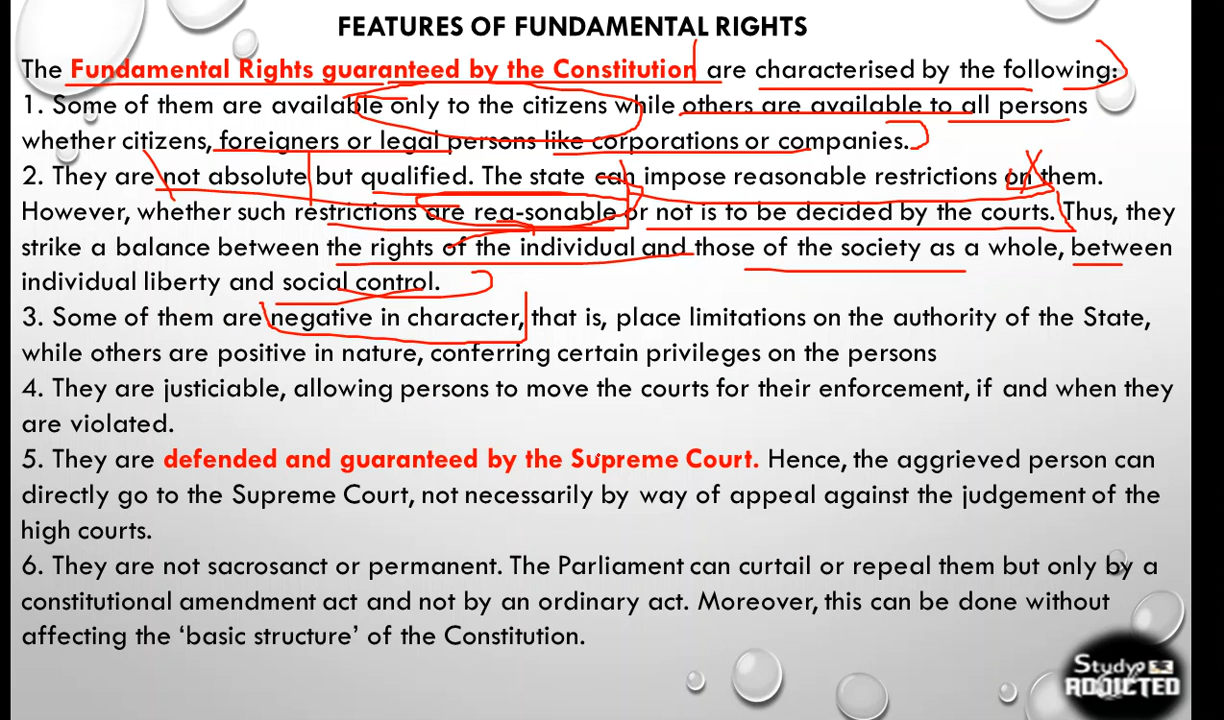 FEATURES OF FUNDAMENTAL RIGHTS
The Fundamental Rights guaranteed by the Constitution are characterised by the following:
1. Some of them are available only to the citizens while others are available to all persons
whether citizens, foreigners or legal persons like corporations or companies.
2. They are not absolute but qualified. The state can impose reasonable restrictions on them.
However, whether such restrictions are rea-sonable or not is to be decided by the courts. Thus, they
strike a balance between the rights of the individual and those of the society as a whole, between
individual liberty and social control.
3. Some of them are negative in character, that is, place limitations on the authority of the State,
while others are positive in nature, conferring certain privileges on the persons
4. They are justiciable, allowing persons to move the courts for their enforcement, if and when they
are violated.
5. They are defended and guaranteed by the Supreme Court. Hence, the aggrieved person can
directly go to the Supreme Court, not necessarily by way of appeal against the judgement of the
high courts.
6. They are not sacrosanct or permanent. The Parliament can curtail or repeal them but only by a
constitutional amendment act and not by an ordinary act. Moreover, this can be done without
affecting the ‘basic structure’ of the Constitution.
Study
ADDICTED